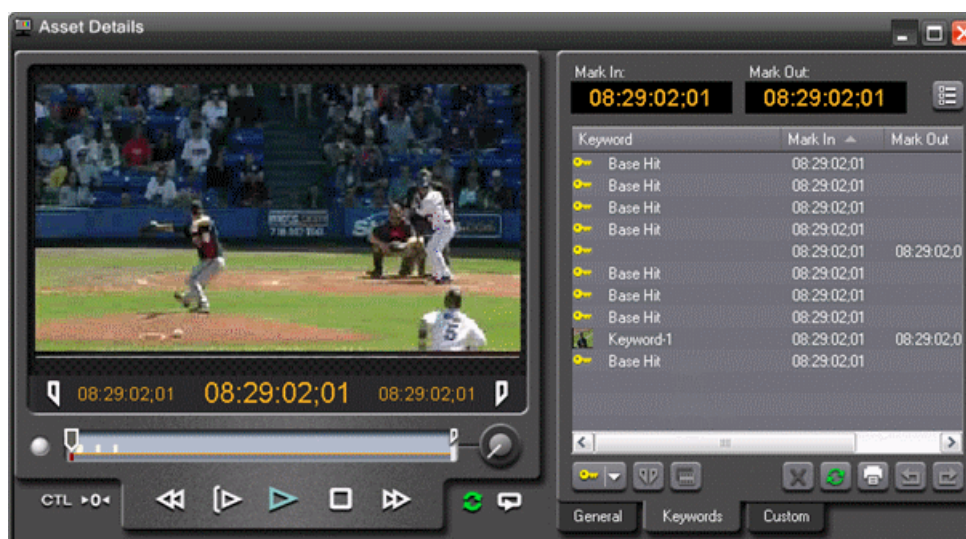 Asset Details
Mark In:
Mark Out:
08:29:02;01
08:29:02;01
Keyword Mark In Mark Out
Base Hit 08:29:02;01
Base Hit 08:29:02;01
Base Hit 08:29:02;01
Base Hit 08:29:02;01
08:29:02;01 08:29:02;0
Base Hit 08:29:02;01
Base Hit 08:29:02;01
Base Hit 08:29:02;01
Keyword-1 08:29:02;01 08:29:02;0
Base Hit 08:29:02;01
08:29:02;01 08:29:02;01 08:29:02;01
CTL ▸0◂
General Keywords Custom